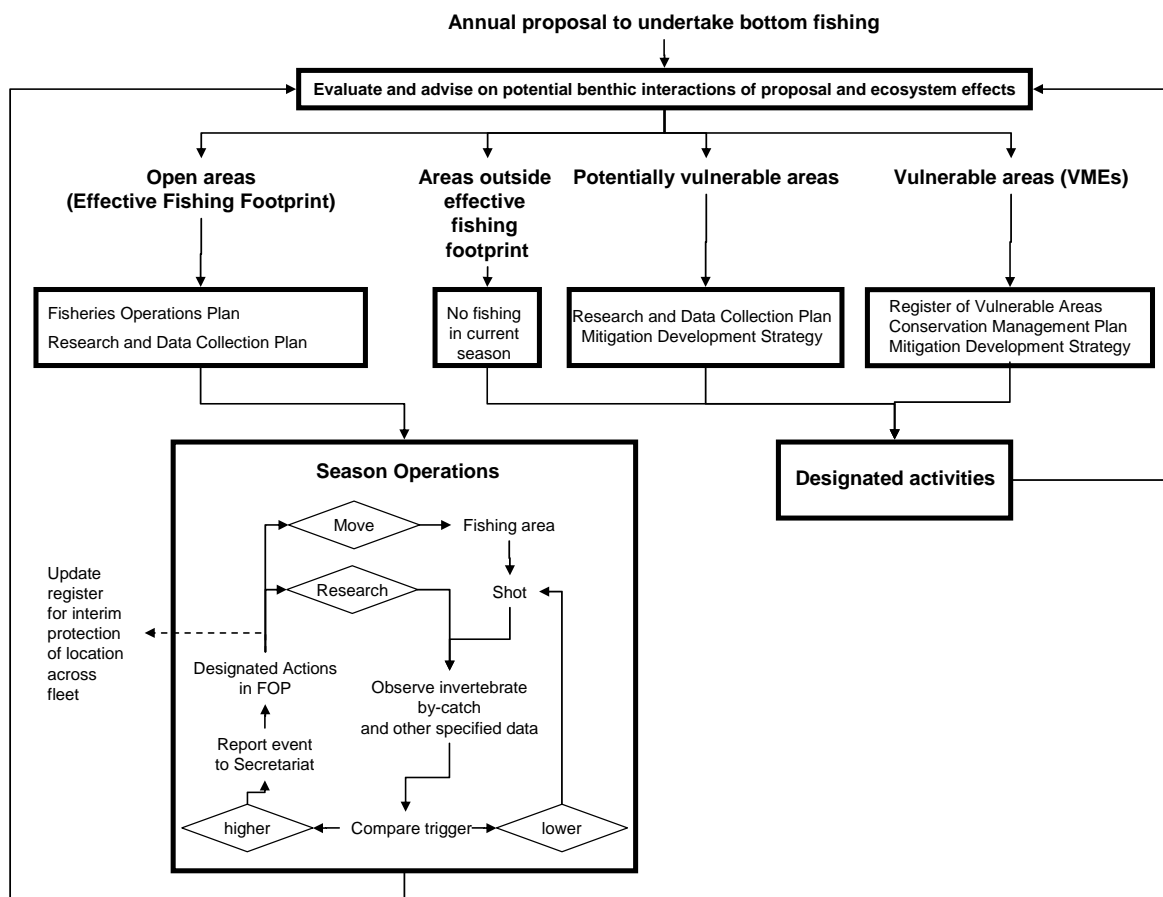 Annual proposal to undertake bottom fishing
Evaluate and advise on potential benthic interactions of proposal and ecosystem effects
Open areas
(Effective Fishing Footprint)
Areas outside
effective
fishing
footprint
Potentially vulnerable areas
Vulnerable areas (VMEs)
Fisheries Operations Plan
Research and Data Collection Plan
No fishing
in current
season
Research and Data Collection Plan
Mitigation Development Strategy
Register of Vulnerable Areas
Conservation Management Plan
Mitigation Development Strategy
Season Operations
Designated activities
Move
Fishing area
Research
Shot
Update
register
for interim
protection
of location
across
fleet
Designated Actions
in FOP
Observe invertebrate
by-catch
and other specified data
Report event
to Secretariat
higher
Compare trigger
lower